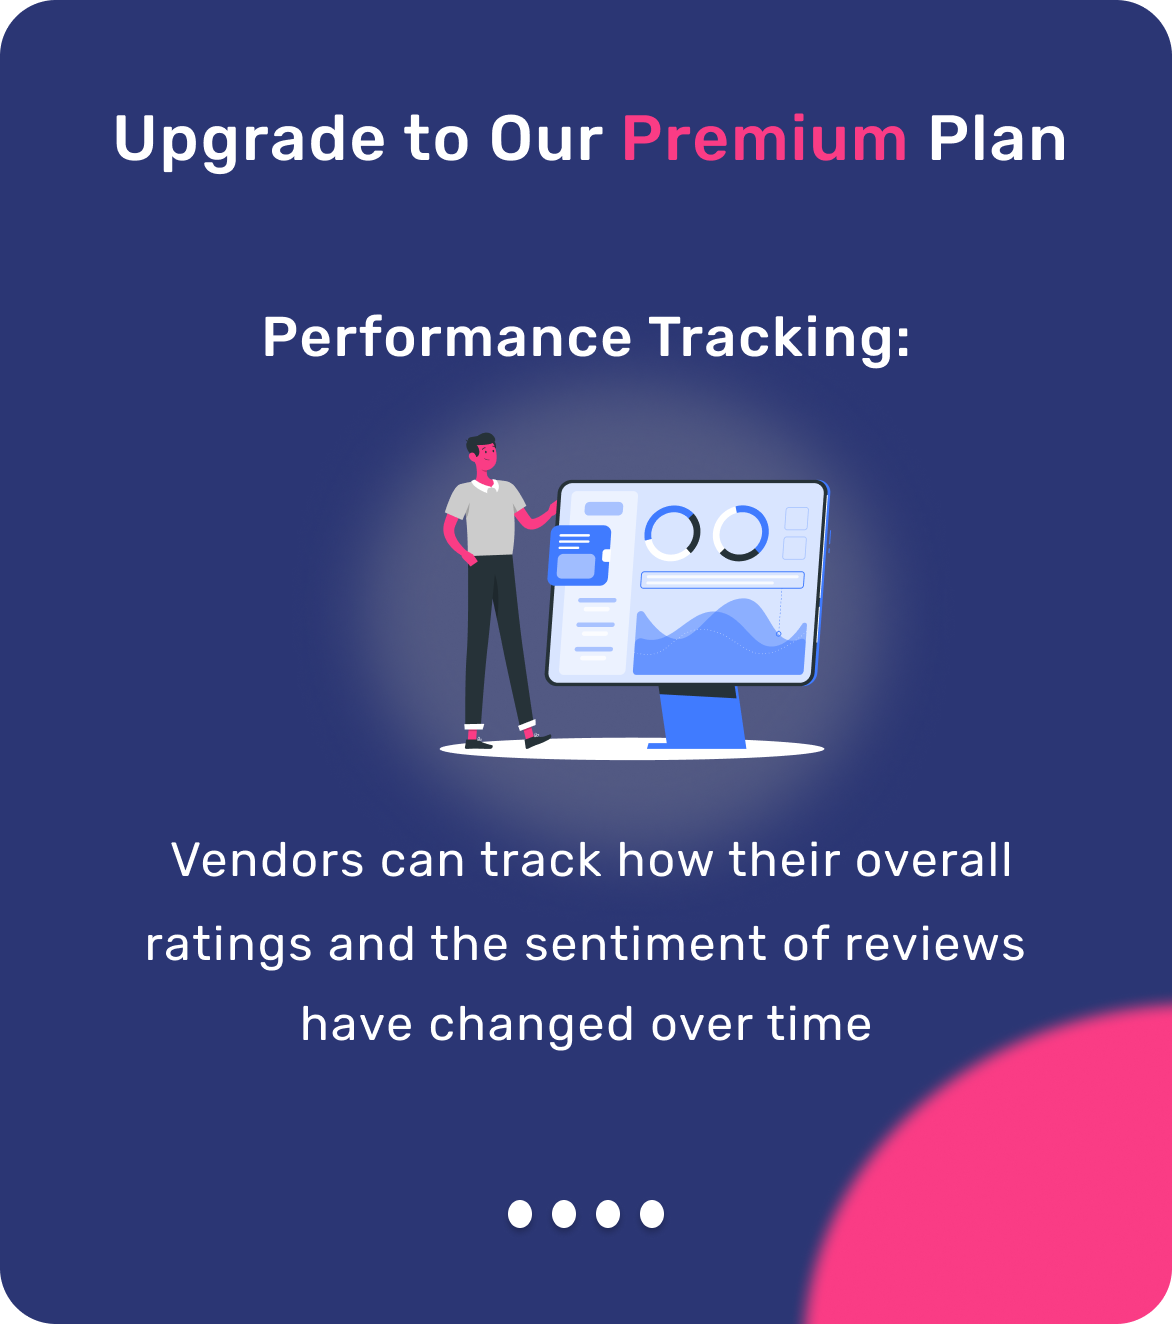 Upgrade to Our Premium Plan
Performance Tracking:
Vendors can track how their overall
ratings and the sentiment of reviews
have changed over time